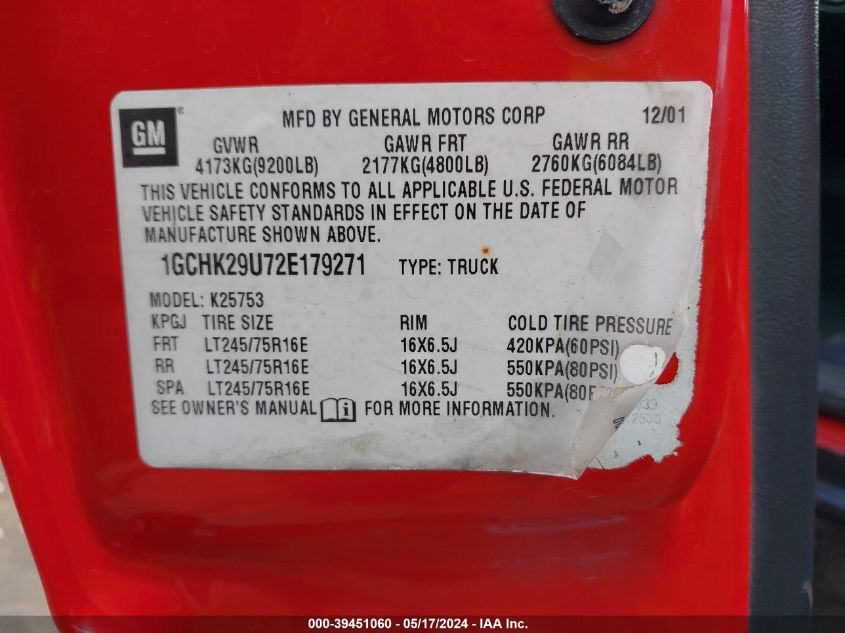 GM ® MFD BY GENERAL MOTORS CORP 12/01
GVWR GAWR FRT GAWR RR
4173KG(9200LB) 2177KG(4800LB) 2760KG(6084LB)
THIS VEHICLE CONFORMS TO ALL APPLICABLE U.S. FEDERAL MOTOR
VEHICLE SAFETY STANDARDS IN EFFECT ON THE DATE OF
MANUFACTURE SHOWN ABOVE.
1GCHK29U72E179271 TYPE: TRUCK
MODEL: K25753
KPGJ TIRE SIZE RIM COLD TIRE PRESSURE
FRT LT245/75R16E 16X6.5J 420KPA(60PSI)
RR LT245/75R16E 16X6.5J 550KPA(80PSI)
SPA LT245/75R16E 16X6.5J 550KPA(80P
SEE OWNER'S MANUAL i FOR MORE INFORMATION.
000-39451060 - 05/17/2024 - IAA Inc.